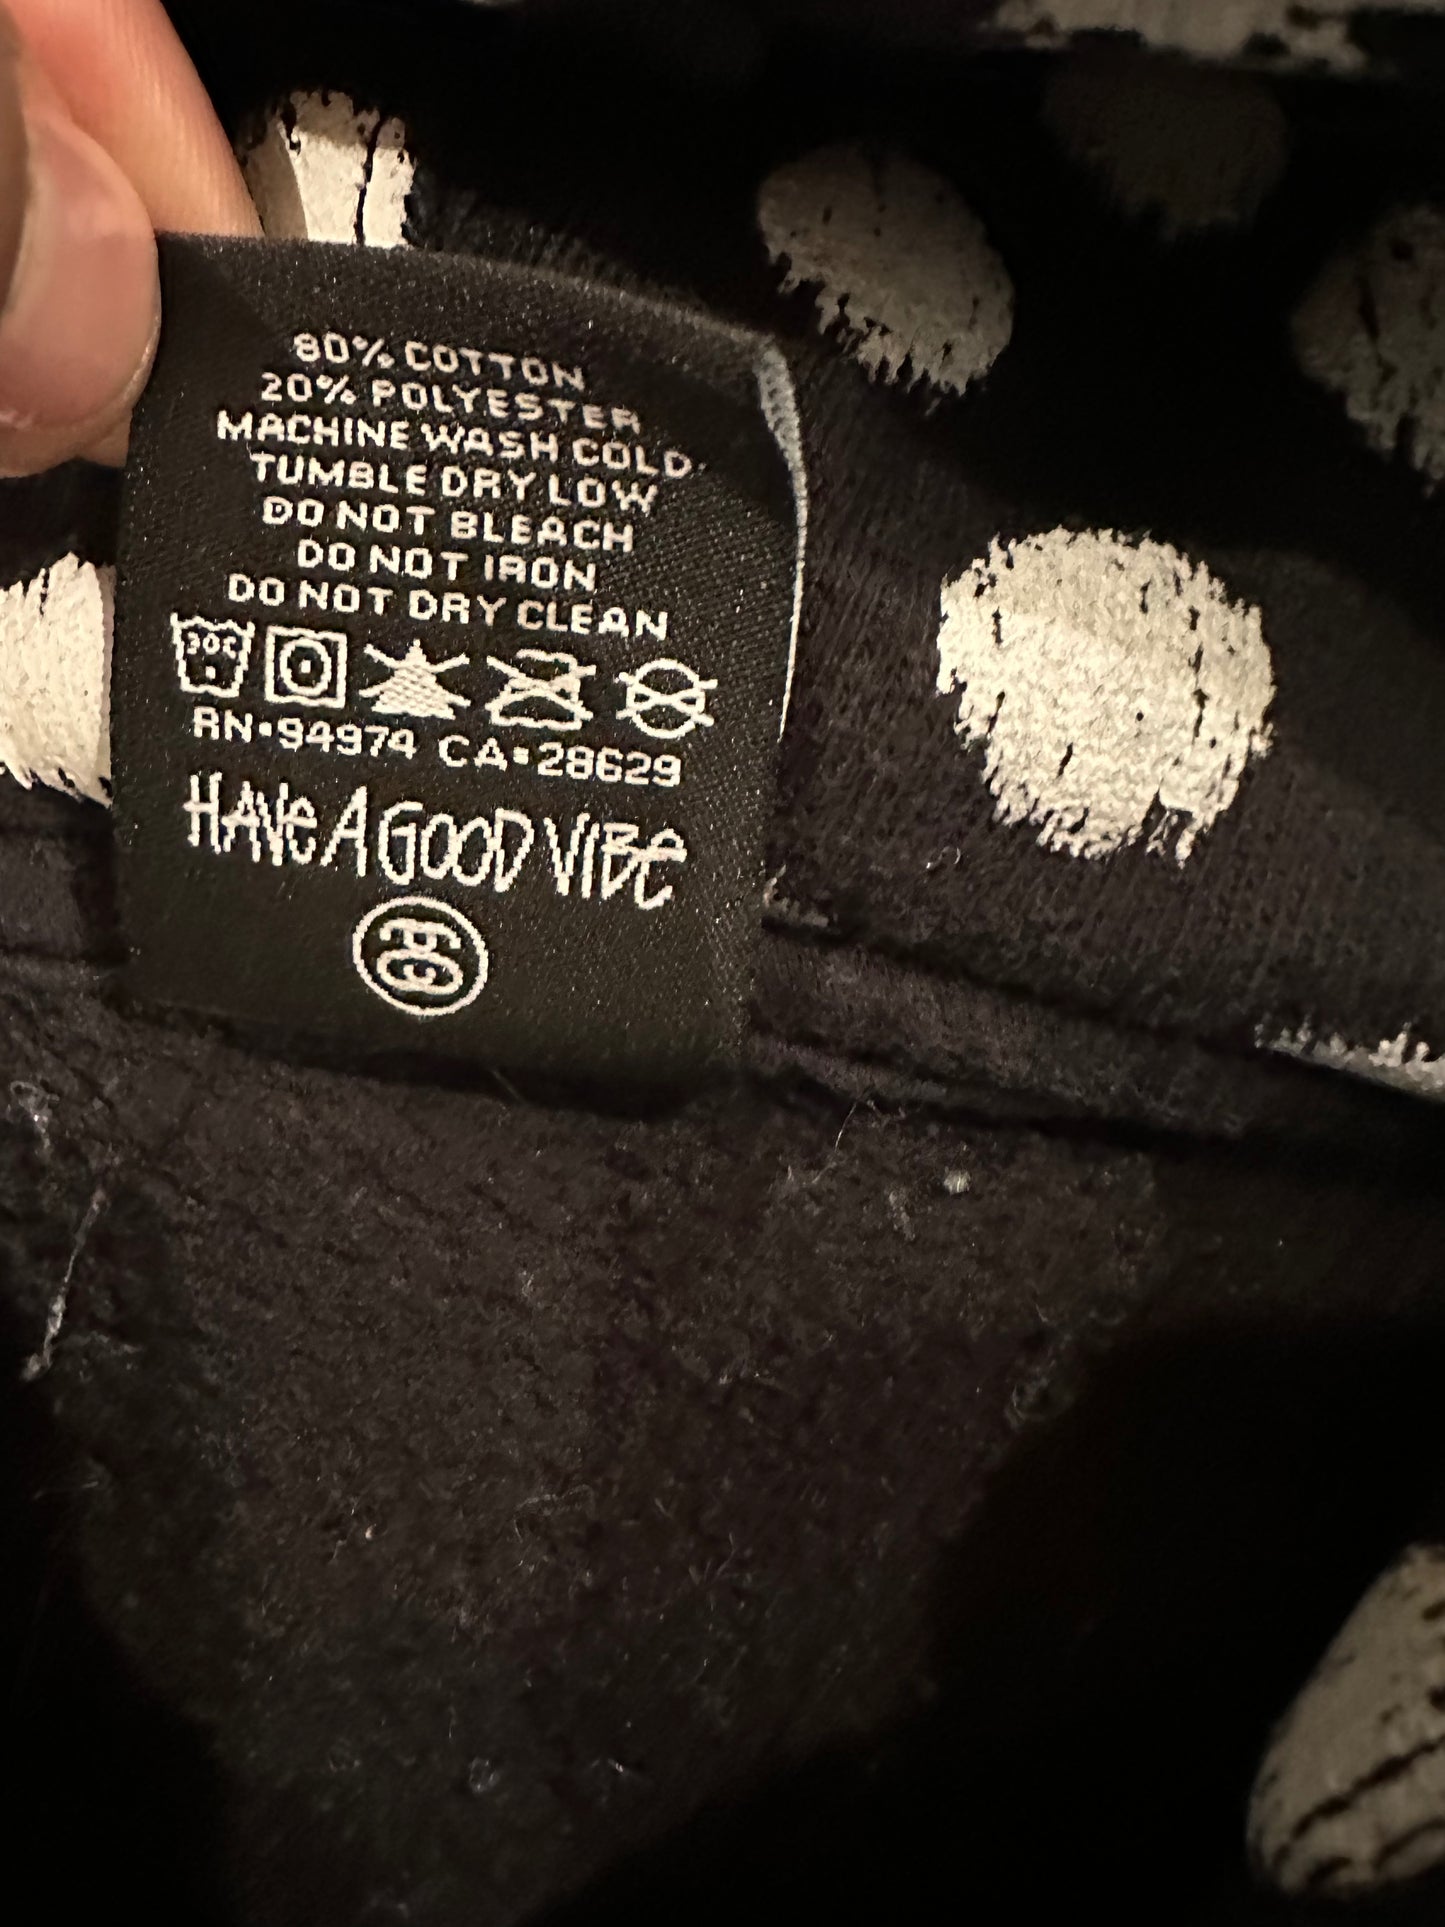 80% COTTON
20% POLYESTER
MACHINE WASH COLD
TUMBLE DRY LOW
DO NOT BLEACH
DO NOT IRON
DO NOT DRY CLEAN
30C
RN•94974 CA•28629
HAVE A GOOD VIBE